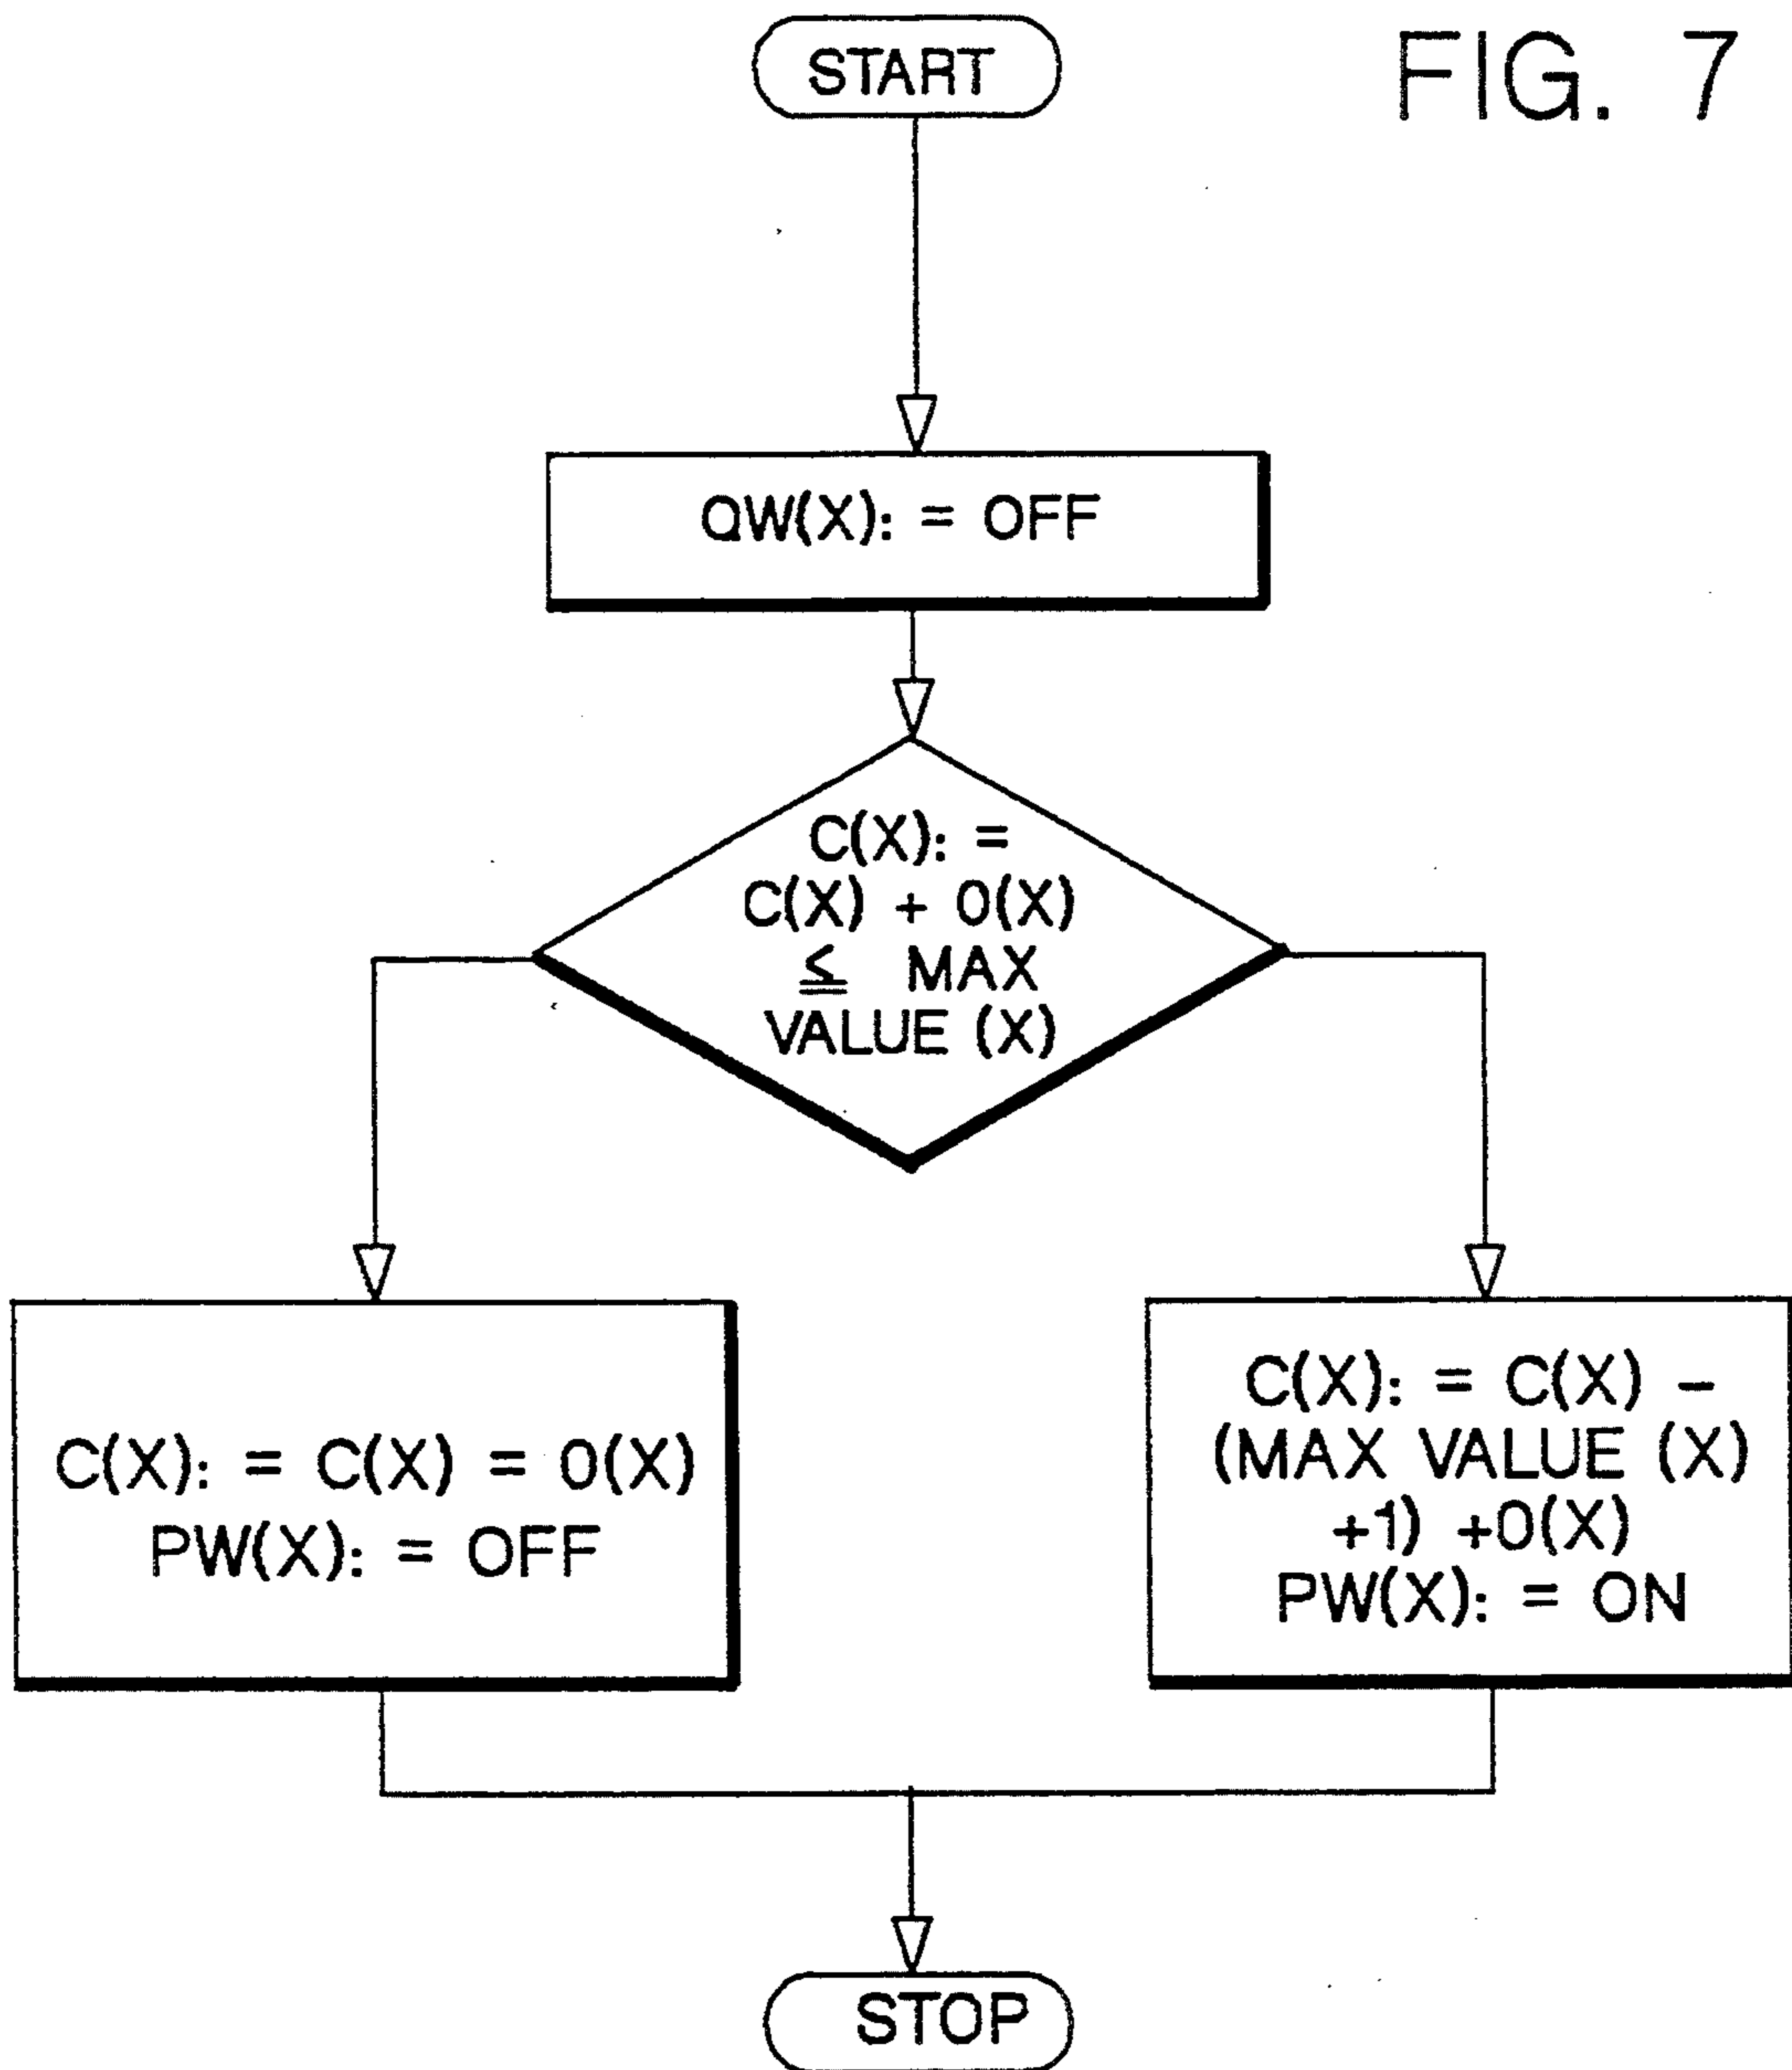 START
FIG. 7
QW(X): = OFF
C(X): =
C(X) + 0(X)
≦ MAX
VALUE (X)
C(X): = C(X) = 0(X)
PW(X): = OFF
C(X): = C(X) –
(MAX VALUE (X)
+1) +0(X)
PW(X): = ON
STOP